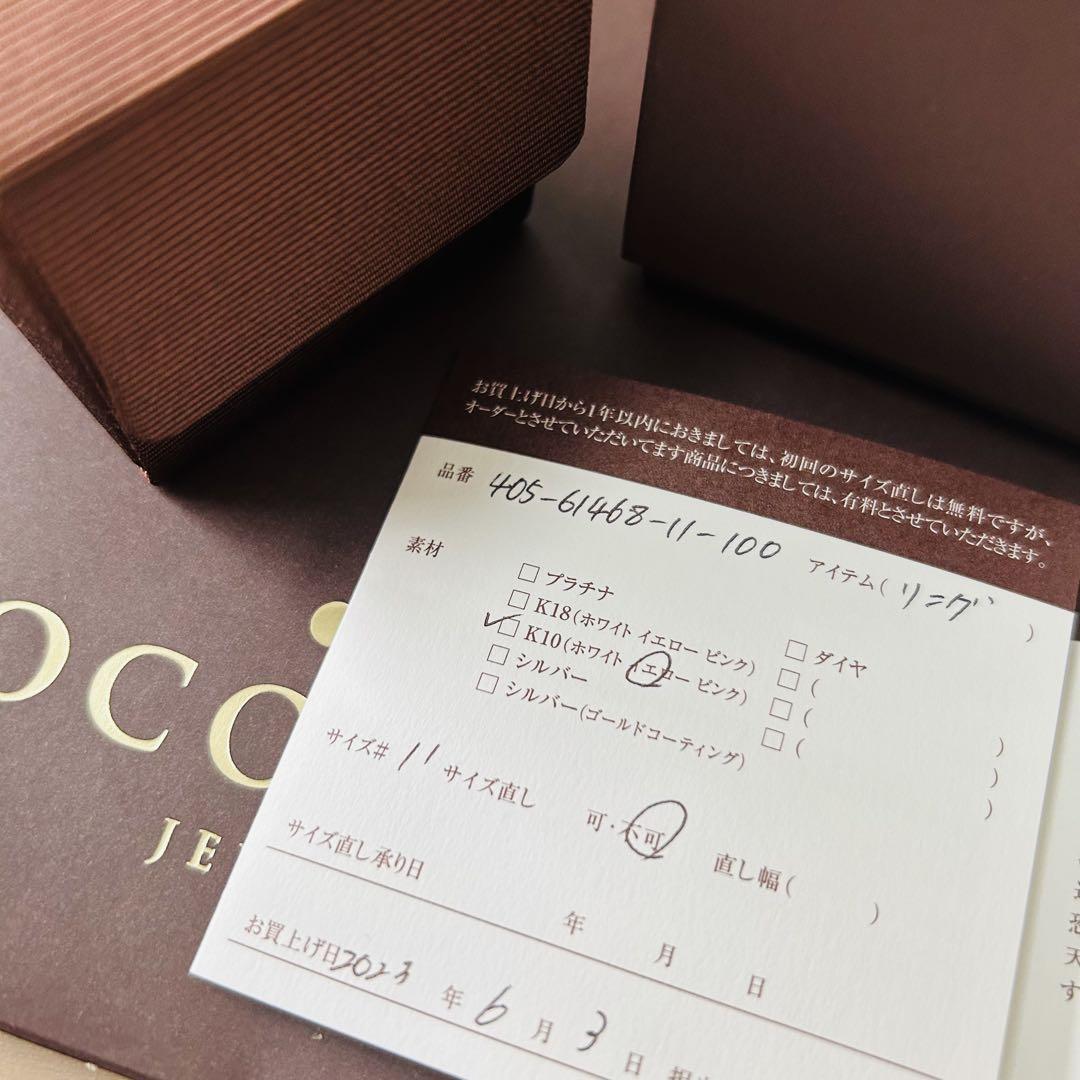 お買上げ日から1年以内におきましては、初回のサイズ直しは無料ですが、
オーダーとさせていただいてます商品につきましては、有料とさせていただきます。
品番 405-61468-11-100 アイテム( リング )
素材
□ プラチナ □ ダイヤ
□ K18(ホワイト イエロー ピンク) □ ( )
✓□ K10(ホワイト イエロー ピンク) □ ( )
□ シルバー □ ( )
□ シルバー(ゴールドコーティング)
サイズ# 11 サイズ直し 可・不可 直し幅( )
サイズ直し承り日 年 月 日
お買上げ日 2023 年 6 月 3 日
OCO
JE
恐
天
す